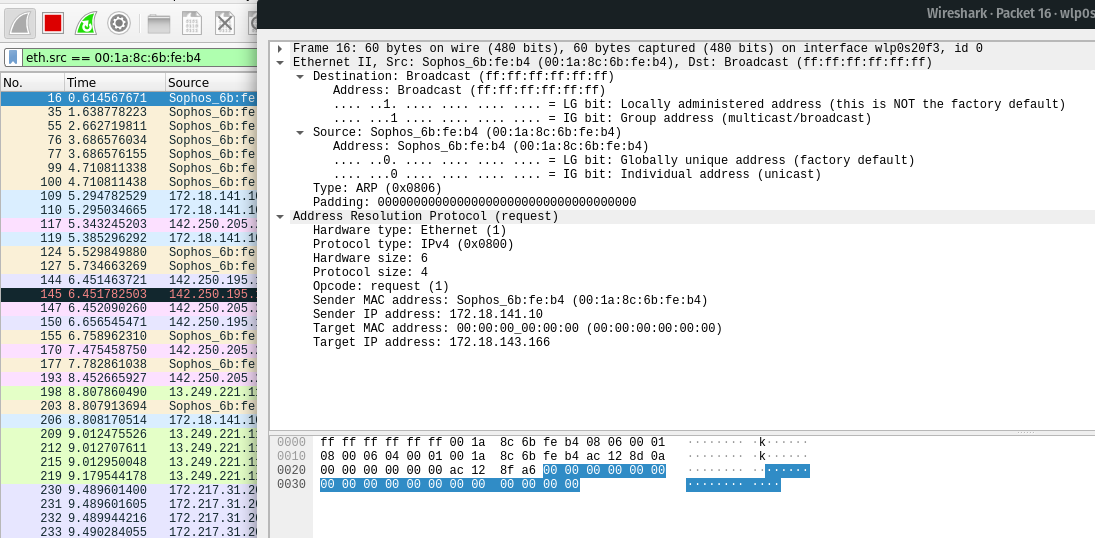 Wireshark · Packet 16 · wlp0s
eth.src == 00:1a:8c:6b:fe:b4
No. Time Source
16 0.614567671 Sophos_6b:fe
35 1.638778223 Sophos_6b:fe
55 2.662719811 Sophos_6b:fe
76 3.686576034 Sophos_6b:fe
77 3.686576155 Sophos_6b:fe
99 4.710811338 Sophos_6b:fe
100 4.710811438 Sophos_6b:fe
109 5.294782529 172.18.141.10
110 5.295034665 172.18.141.10
117 5.343245203 142.250.205.
119 5.385296292 172.18.141.10
124 5.529849880 Sophos_6b:fe
127 5.734663269 Sophos_6b:fe
144 6.451463721 142.250.195.
145 6.451782503 142.250.195.
147 6.452090260 142.250.205.
150 6.656545471 142.250.195.
155 6.758962310 Sophos_6b:fe
170 7.475458750 142.250.205.
177 7.782861038 Sophos_6b:fe
193 8.452665927 142.250.205.
198 8.807860490 13.249.221.1
203 8.807913694 Sophos_6b:fe
206 8.808170514 172.18.141.10
209 9.012475526 13.249.221.1
212 9.012707611 13.249.221.1
215 9.012950048 13.249.221.1
219 9.179544178 13.249.221.1
230 9.489601400 172.217.31.20
231 9.489601605 172.217.31.20
232 9.489944216 172.217.31.20
233 9.490284055 172.217.31.20
Frame 16: 60 bytes on wire (480 bits), 60 bytes captured (480 bits) on interface wlp0s20f3, id 0
Ethernet II, Src: Sophos_6b:fe:b4 (00:1a:8c:6b:fe:b4), Dst: Broadcast (ff:ff:ff:ff:ff:ff)
Destination: Broadcast (ff:ff:ff:ff:ff:ff)
Address: Broadcast (ff:ff:ff:ff:ff:ff)
.... ..1. .... .... .... .... = LG bit: Locally administered address (this is NOT the factory default)
.... ...1 .... .... .... .... = IG bit: Group address (multicast/broadcast)
Source: Sophos_6b:fe:b4 (00:1a:8c:6b:fe:b4)
Address: Sophos_6b:fe:b4 (00:1a:8c:6b:fe:b4)
.... ..0. .... .... .... .... = LG bit: Globally unique address (factory default)
.... ...0 .... .... .... .... = IG bit: Individual address (unicast)
Type: ARP (0x0806)
Padding: 000000000000000000000000000000000000
Address Resolution Protocol (request)
Hardware type: Ethernet (1)
Protocol type: IPv4 (0x0800)
Hardware size: 6
Protocol size: 4
Opcode: request (1)
Sender MAC address: Sophos_6b:fe:b4 (00:1a:8c:6b:fe:b4)
Sender IP address: 172.18.141.10
Target MAC address: 00:00:00_00:00:00 (00:00:00:00:00:00)
Target IP address: 172.18.143.166
0000 ff ff ff ff ff ff 00 1a 8c 6b fe b4 08 06 00 01 ········ ·k······
0010 08 00 06 04 00 01 00 1a 8c 6b fe b4 ac 12 8d 0a ········ ·k······
0020 00 00 00 00 00 00 ac 12 8f a6 00 00 00 00 00 00 ········ ········
0030 00 00 00 00 00 00 00 00 00 00 00 00 ········ ····